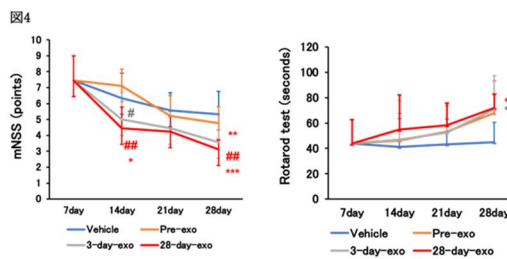 図4
mNSS (points)
10
9
8
7
6
5
4
3
2
1
0
#
##
*
**
##
***
7day 14day 21day 28day
Vehicle Pre-exo
3-day-exo 28-day-exo
Rotarod test (seconds)
120
100
80
60
40
20
0
*
*
7day 14day 21day 28day
Vehicle Pre-exo
3-day-exo 28-day-exo